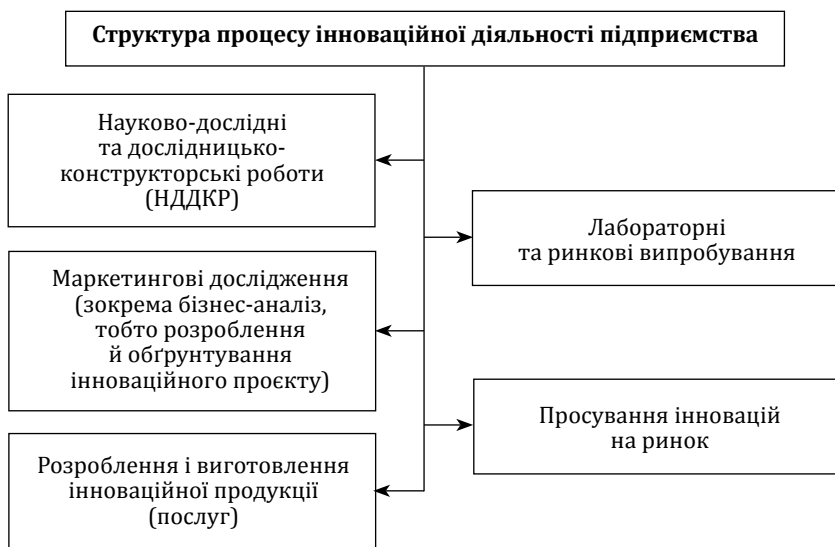 Структура процесу інноваційної діяльності підприємства
Науково-дослідні
та дослідницько-
конструкторські роботи
(НДДКР)
Лабораторні
та ринкові випробування
Маркетингові дослідження
(зокрема бізнес-аналіз,
тобто розроблення
й обґрунтування
інноваційного проєкту)
Просування інновацій
на ринок
Розроблення і виготовлення
інноваційної продукції
(послуг)